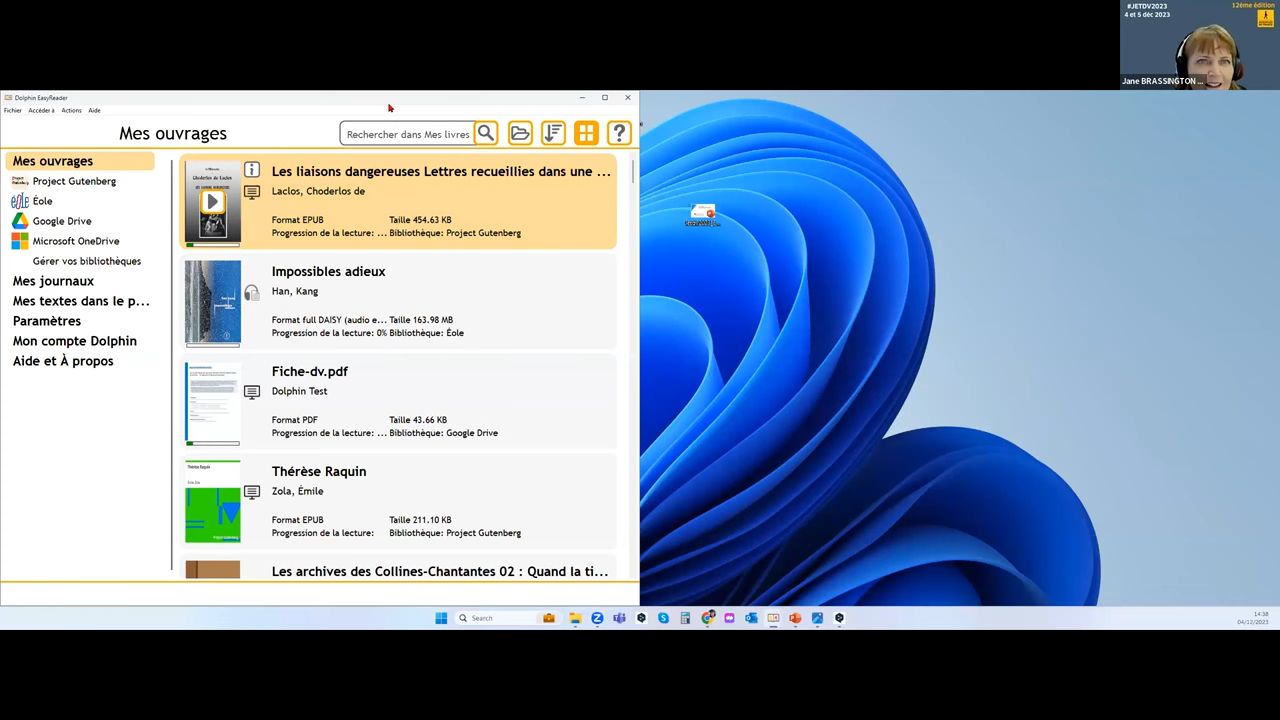 #JETDV2023
4 et 5 déc 2023
12ème édition
Jane BRASSINGTON ...
Dolphin EasyReader
Fichier Accéder à Actions Aide
Mes ouvrages
Rechercher dans Mes livres
Mes ouvrages
Project Gutenberg
Éole
Google Drive
Microsoft OneDrive
Gérer vos bibliothèques
Mes journaux
Mes textes dans le p...
Paramètres
Mon compte Dolphin
Aide et À propos
Les liaisons dangereuses Lettres recueillies dans une ...
Laclos, Choderlos de
Format EPUB Taille 454.63 KB
Progression de la lecture: ... Bibliothèque: Project Gutenberg
Impossibles adieux
Han, Kang
Format full DAISY (audio e... Taille 163.98 MB
Progression de la lecture: 0% Bibliothèque: Éole
Fiche-dv.pdf
Dolphin Test
Format PDF Taille 43.66 KB
Progression de la lecture: ... Bibliothèque: Google Drive
Thérèse Raquin
Zola, Émile
Format EPUB Taille 211.10 KB
Progression de la lecture: Bibliothèque: Project Gutenberg
Les archives des Collines-Chantantes 02 : Quand la ti...
Search
14:38
04/12/2023